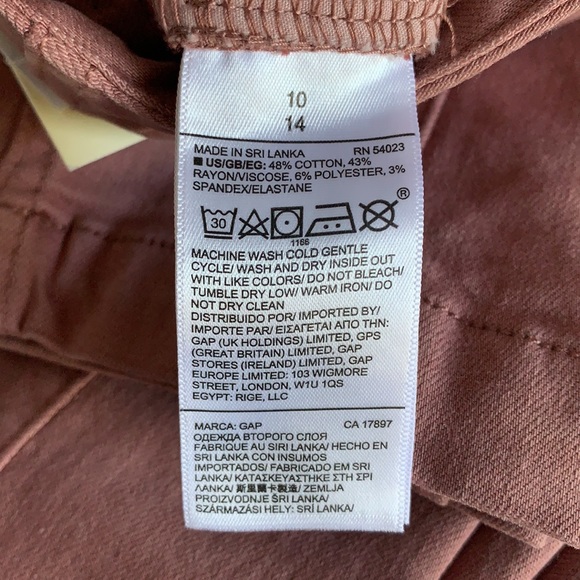 10
14
MADE IN SRI LANKA RN 54023
US/GB/EG: 48% COTTON, 43%
RAYON/VISCOSE, 6% POLYESTER, 3%
SPANDEX/ELASTANE
30
®
1166
MACHINE WASH COLD GENTLE
CYCLE/ WASH AND DRY INSIDE OUT
WITH LIKE COLORS/ DO NOT BLEACH/
TUMBLE DRY LOW/ WARM IRON/ DO
NOT DRY CLEAN
DISTRIBUIDO POR/ IMPORTED BY/
IMPORTE PAR/ ΕΙΣΑΓΕΤΑΙ ΑΠΟ ΤΗΝ:
GAP (UK HOLDINGS) LIMITED, GPS
(GREAT BRITAIN) LIMITED, GAP
STORES (IRELAND) LIMITED, GAP
EUROPE LIMITED: 103 WIGMORE
STREET, LONDON, W1U 1QS
EGYPT: RIGE, LLC
MARCA: GAP CA 17897
ОДЕЖДА ВТОРОГО СЛОЯ
FABRIQUE AU SRI LANKA/ HECHO EN
SRI LANKA CON INSUMOS
IMPORTADOS/ FABRICADO EM SRI
LANKA/ ΚΑΤΑΣΚΕΥΑΣΤΗΚΕ ΣΤΗ ΣΡΙ
ΛΑΝΚΑ/ 斯里蘭卡製造/ ZEMLJA
PROIZVODNJE ŠRI LANKA/
SZÁRMAZÁSI HELY: SRÍ LANKA/